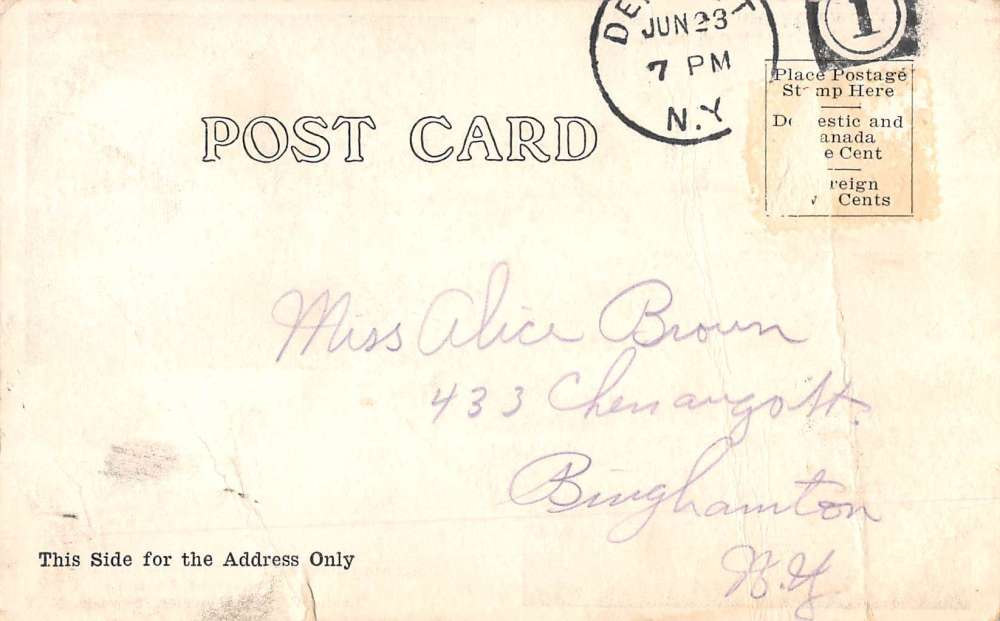 JUN 23
7 PM
N.Y
1
POST CARD
Place Postage
Stamp Here
Domestic and
Canada
One Cent
Foreign
Cents
Miss Alice Brown
433 Chenango St.
Binghamton
N.Y
This Side for the Address Only